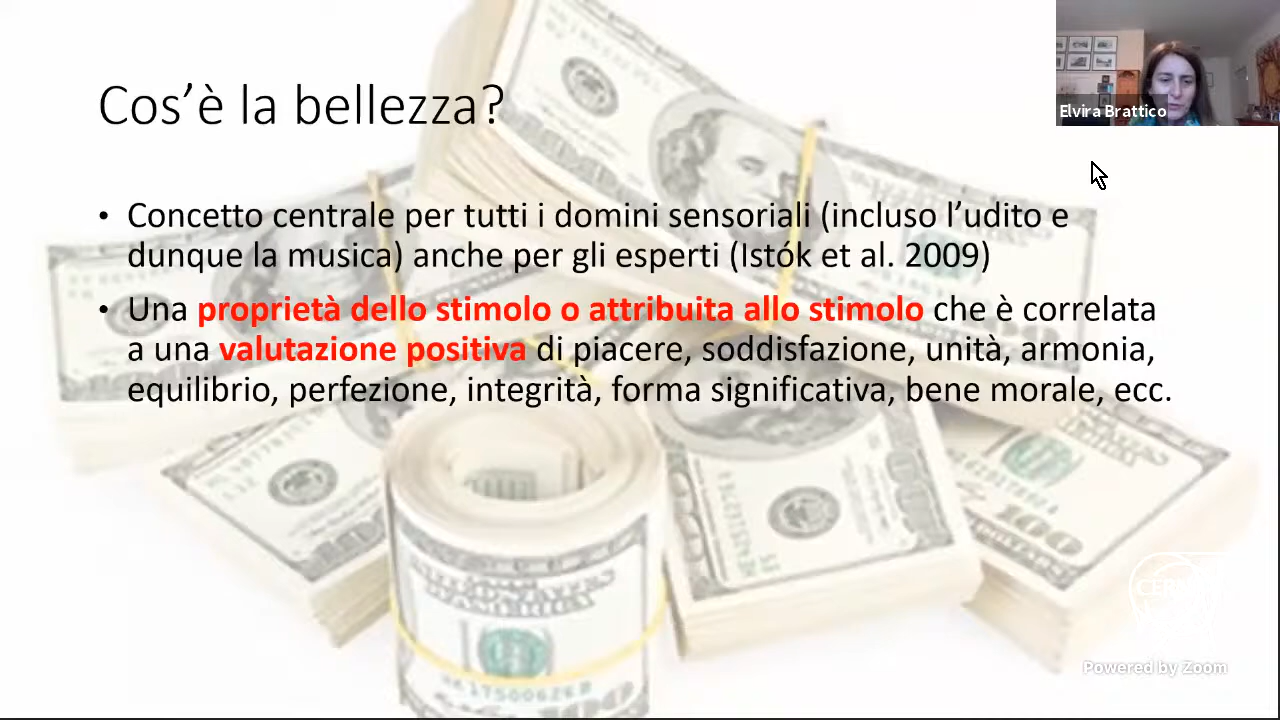 Cos’è la bellezza?
Elvira Brattico
• Concetto centrale per tutti i domini sensoriali (incluso l’udito e
dunque la musica) anche per gli esperti (Istók et al. 2009)
• Una proprietà dello stimolo o attribuita allo stimolo che è correlata
a una valutazione positiva di piacere, soddisfazione, unità, armonia,
equilibrio, perfezione, integrità, forma significativa, bene morale, ecc.
100
CERN
Powered by Zoom